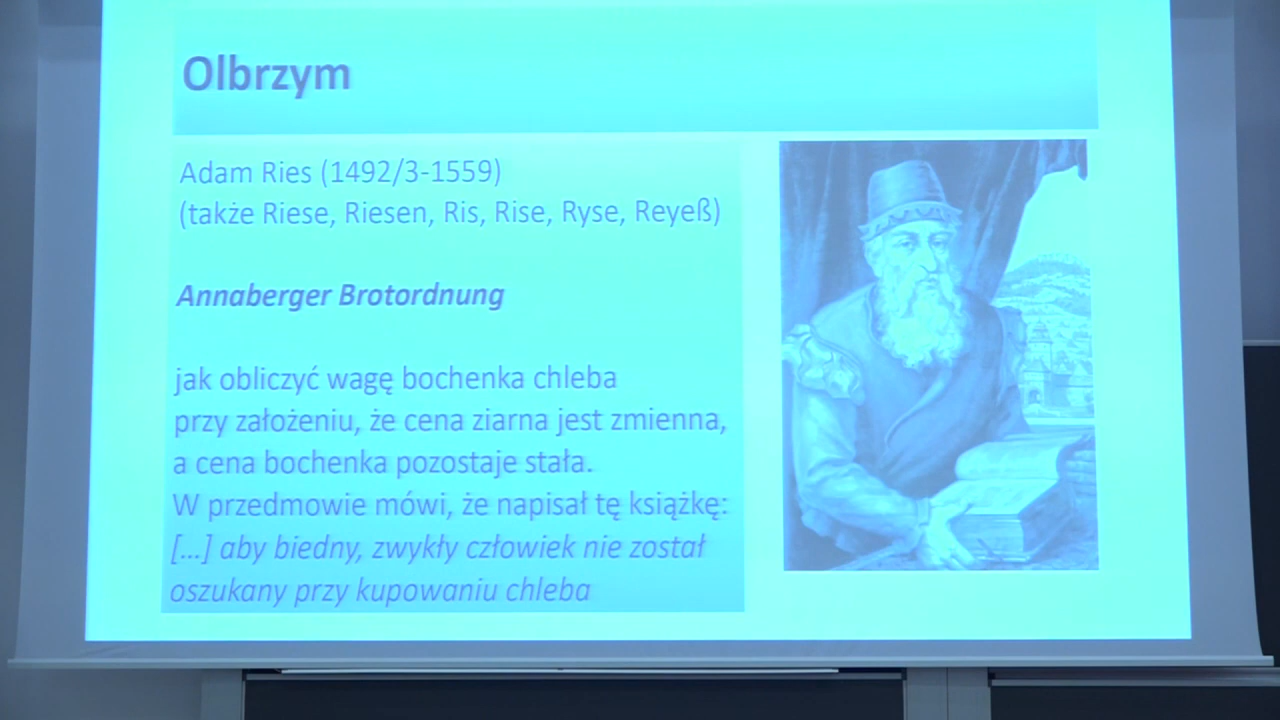 Olbrzym
Adam Ries (1492/3-1559)
(także Riese, Riesen, Ris, Rise, Ryse, Reyeß)
Annaberger Brotordnung
jak obliczyć wagę bochenka chleba
przy założeniu, że cena ziarna jest zmienna,
a cena bochenka pozostaje stała.
W przedmowie mówi, że napisał tę książkę:
[...] aby biedny, zwykły człowiek nie został
oszukany przy kupowaniu chleba